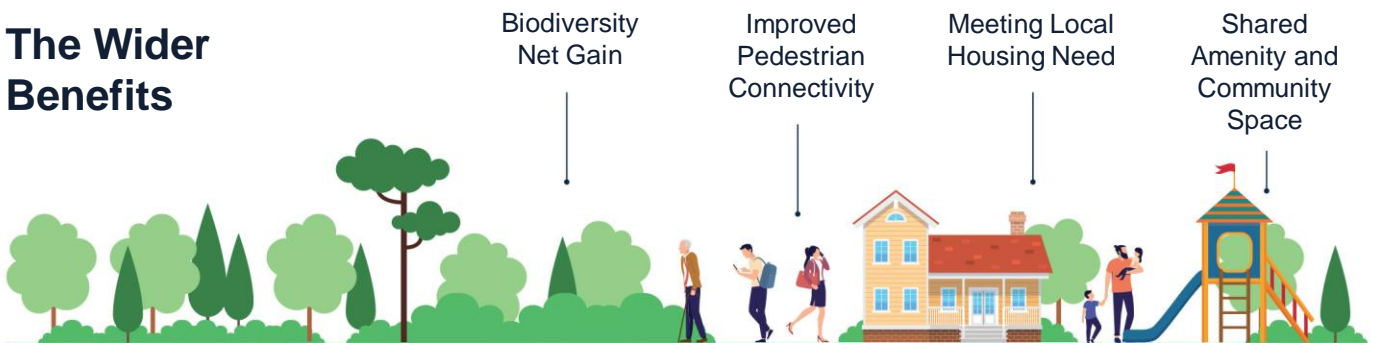 The Wider
Benefits
Biodiversity
Net Gain
Improved
Pedestrian
Connectivity
Meeting Local
Housing Need
Shared
Amenity and
Community
Space